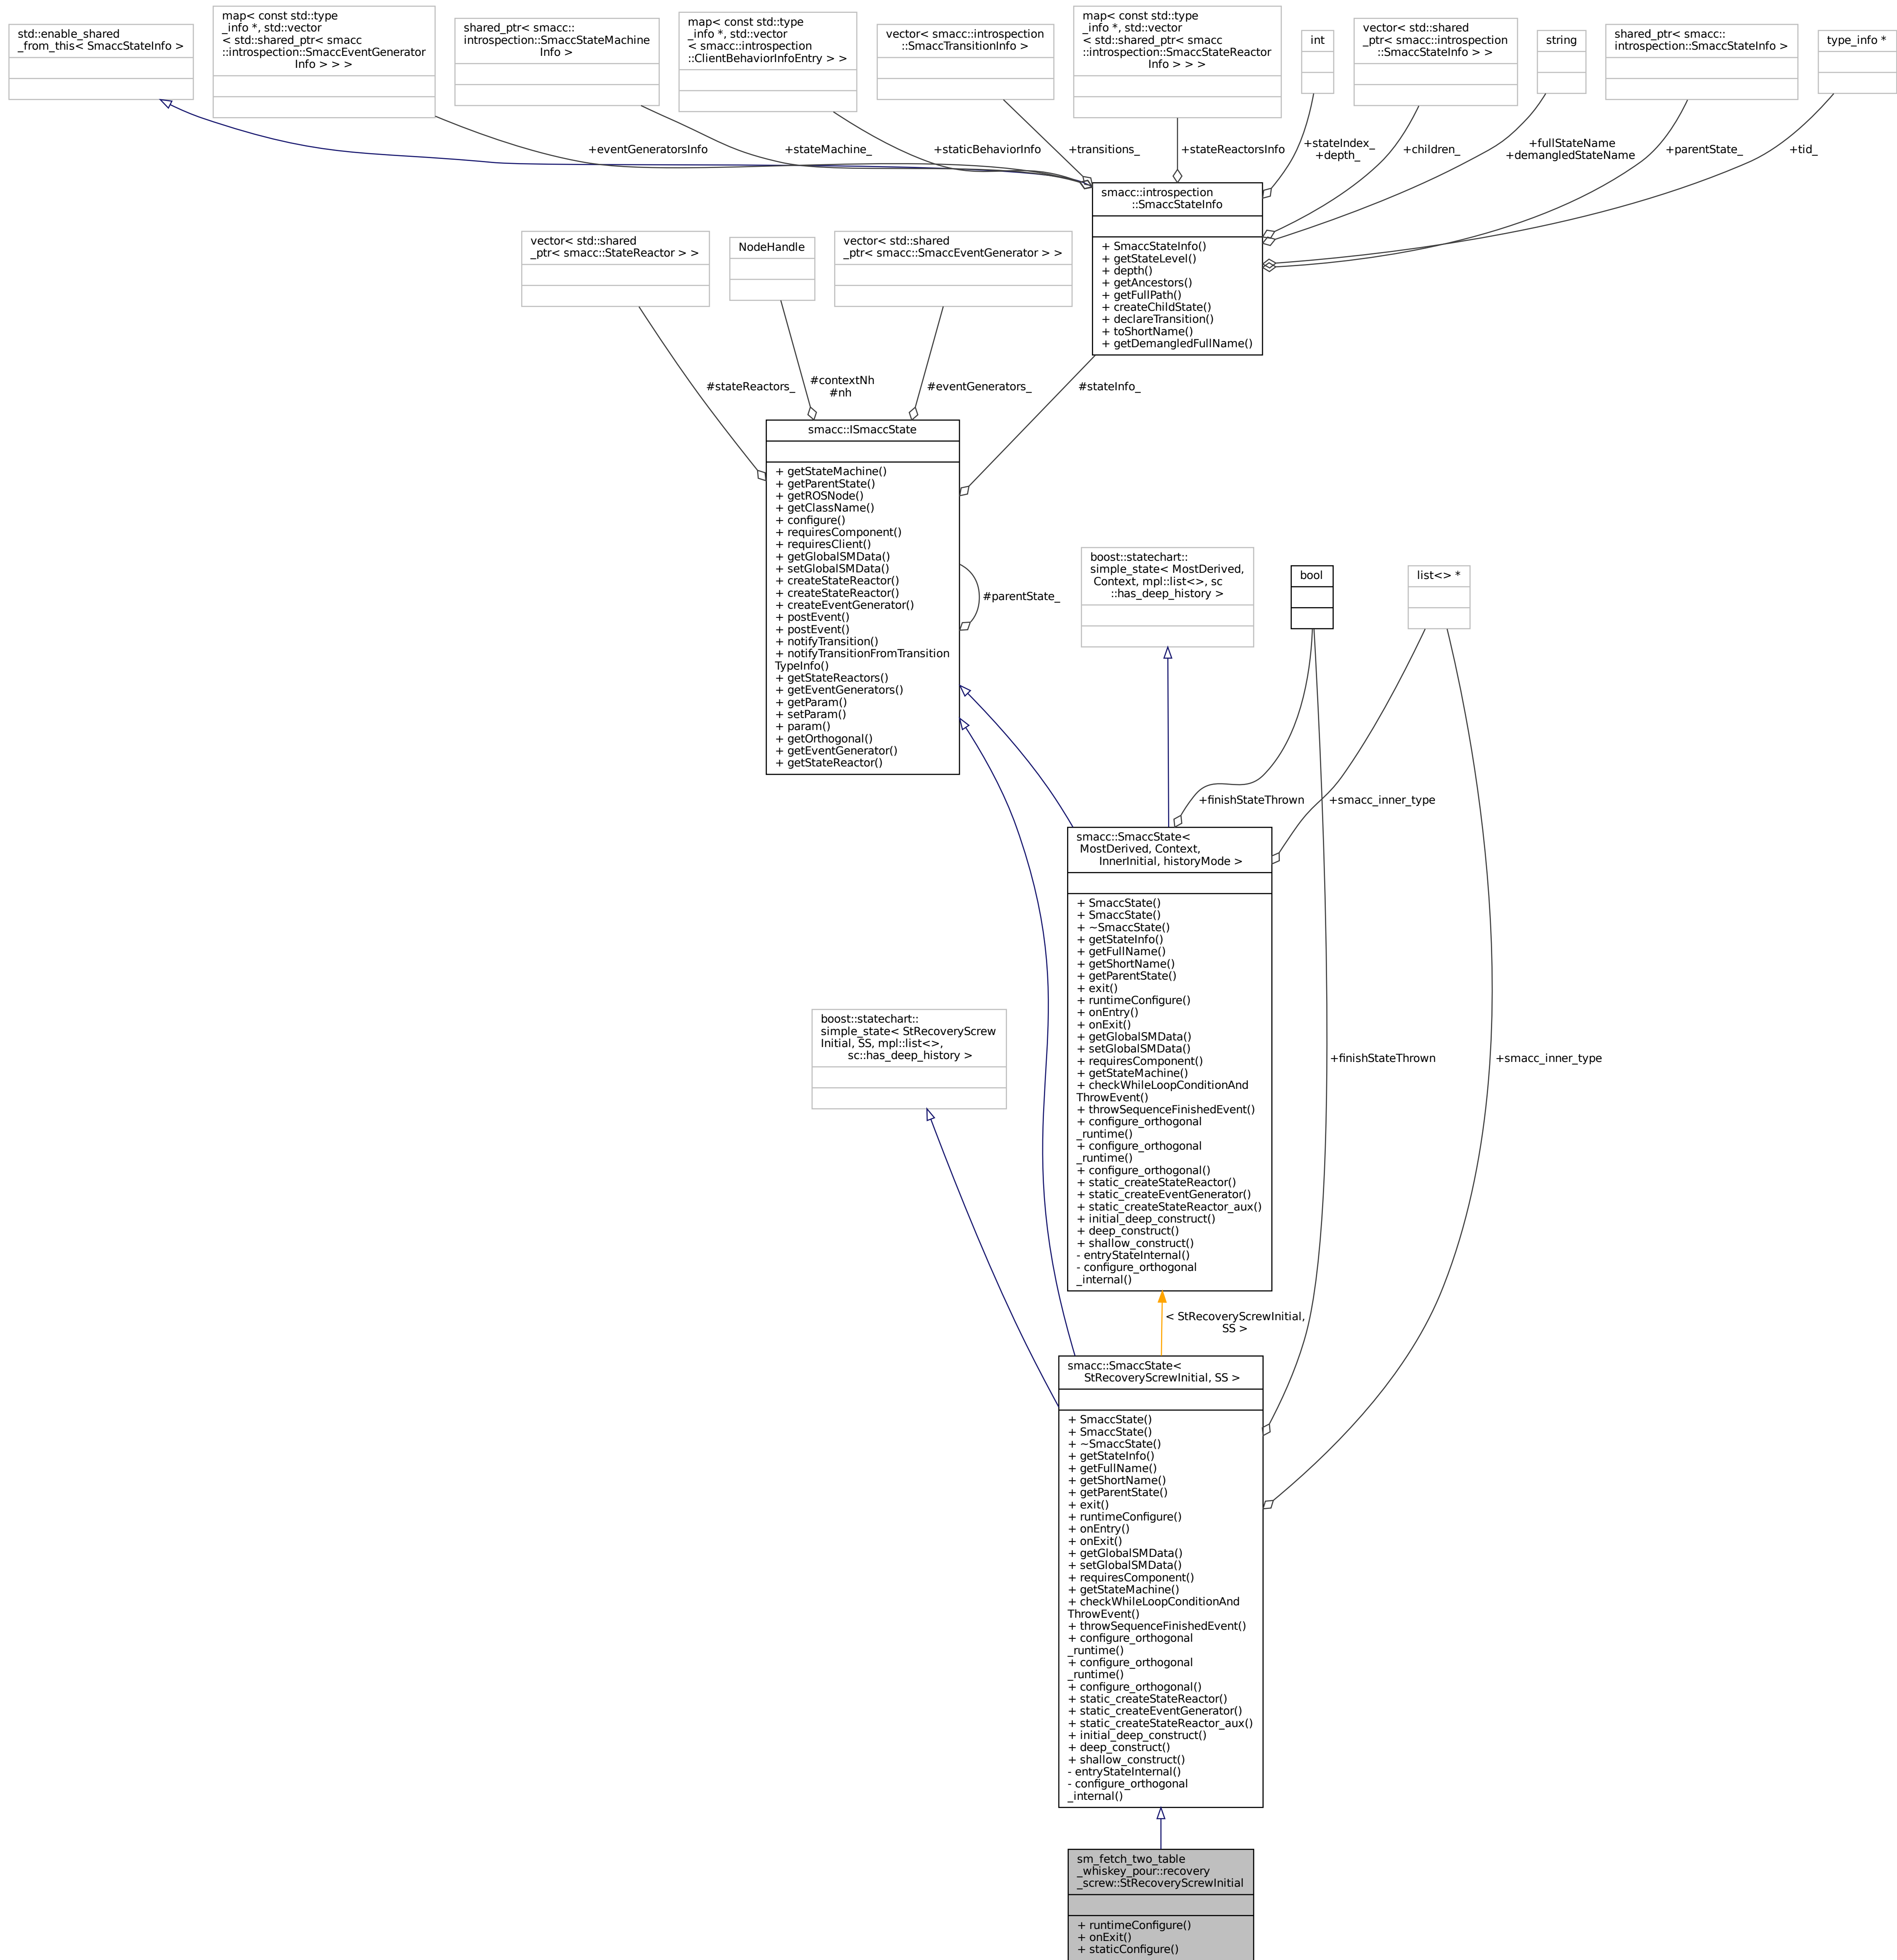 std::enable_shared
_from_this< SmaccStateInfo >
map< const std::type
_info *, std::vector
< std::shared_ptr< smacc
::introspection::SmaccEventGenerator
Info > > >
shared_ptr< smacc::
introspection::SmaccStateMachine
Info >
map< const std::type
_info *, std::vector
< smacc::introspection
::ClientBehaviorInfoEntry > >
vector< smacc::introspection
::SmaccTransitionInfo >
map< const std::type
_info *, std::vector
< std::shared_ptr< smacc
::introspection::SmaccStateReactor
Info > > >
int
vector< std::shared
_ptr< smacc::introspection
::SmaccStateInfo > >
string
shared_ptr< smacc::
introspection::SmaccStateInfo >
type_info *
+eventGeneratorsInfo
+stateMachine_
+staticBehaviorInfo
+transitions_
+stateReactorsInfo
+stateIndex_
+depth_
+children_
+fullStateName
+demangledStateName
+parentState_
+tid_
smacc::introspection
::SmaccStateInfo
+ SmaccStateInfo()
+ getStateLevel()
+ depth()
+ getAncestors()
+ getFullPath()
+ createChildState()
+ declareTransition()
+ toShortName()
+ getDemangledFullName()
vector< std::shared
_ptr< smacc::StateReactor > >
NodeHandle
vector< std::shared
_ptr< smacc::SmaccEventGenerator > >
#stateReactors_
#contextNh
#nh
#eventGenerators_
#stateInfo_
smacc::ISmaccState
+ getStateMachine()
+ getParentState()
+ getROSNode()
+ getClassName()
+ configure()
+ requiresComponent()
+ requiresClient()
+ getGlobalSMData()
+ setGlobalSMData()
+ createStateReactor()
+ createStateReactor()
+ createEventGenerator()
+ postEvent()
+ postEvent()
+ notifyTransition()
+ notifyTransitionFromTransition
TypeInfo()
+ getStateReactors()
+ getEventGenerators()
+ getParam()
+ setParam()
+ param()
+ getOrthogonal()
+ getEventGenerator()
+ getStateReactor()
#parentState_
boost::statechart::
simple_state< MostDerived,
Context, mpl::list<>, sc
::has_deep_history >
bool
list<> *
+finishStateThrown
+smacc_inner_type
smacc::SmaccState<
MostDerived, Context,
InnerInitial, historyMode >
+ SmaccState()
+ SmaccState()
+ ~SmaccState()
+ getStateInfo()
+ getFullName()
+ getShortName()
+ getParentState()
+ exit()
+ runtimeConfigure()
+ onEntry()
+ onExit()
+ getGlobalSMData()
+ setGlobalSMData()
+ requiresComponent()
+ getStateMachine()
+ checkWhileLoopConditionAnd
ThrowEvent()
+ throwSequenceFinishedEvent()
+ configure_orthogonal
_runtime()
+ configure_orthogonal
_runtime()
+ configure_orthogonal()
+ static_createStateReactor()
+ static_createEventGenerator()
+ static_createStateReactor_aux()
+ initial_deep_construct()
+ deep_construct()
+ shallow_construct()
- entryStateInternal()
- configure_orthogonal
_internal()
boost::statechart::
simple_state< StRecoveryScrew
Initial, SS, mpl::list<>,
sc::has_deep_history >
+finishStateThrown
+smacc_inner_type
< StRecoveryScrewInitial,
SS >
smacc::SmaccState<
StRecoveryScrewInitial, SS >
+ SmaccState()
+ SmaccState()
+ ~SmaccState()
+ getStateInfo()
+ getFullName()
+ getShortName()
+ getParentState()
+ exit()
+ runtimeConfigure()
+ onEntry()
+ onExit()
+ getGlobalSMData()
+ setGlobalSMData()
+ requiresComponent()
+ getStateMachine()
+ checkWhileLoopConditionAnd
ThrowEvent()
+ throwSequenceFinishedEvent()
+ configure_orthogonal
_runtime()
+ configure_orthogonal
_runtime()
+ configure_orthogonal()
+ static_createStateReactor()
+ static_createEventGenerator()
+ static_createStateReactor_aux()
+ initial_deep_construct()
+ deep_construct()
+ shallow_construct()
- entryStateInternal()
- configure_orthogonal
_internal()
sm_fetch_two_table
_whiskey_pour::recovery
_screw::StRecoveryScrewInitial
+ runtimeConfigure()
+ onExit()
+ staticConfigure()